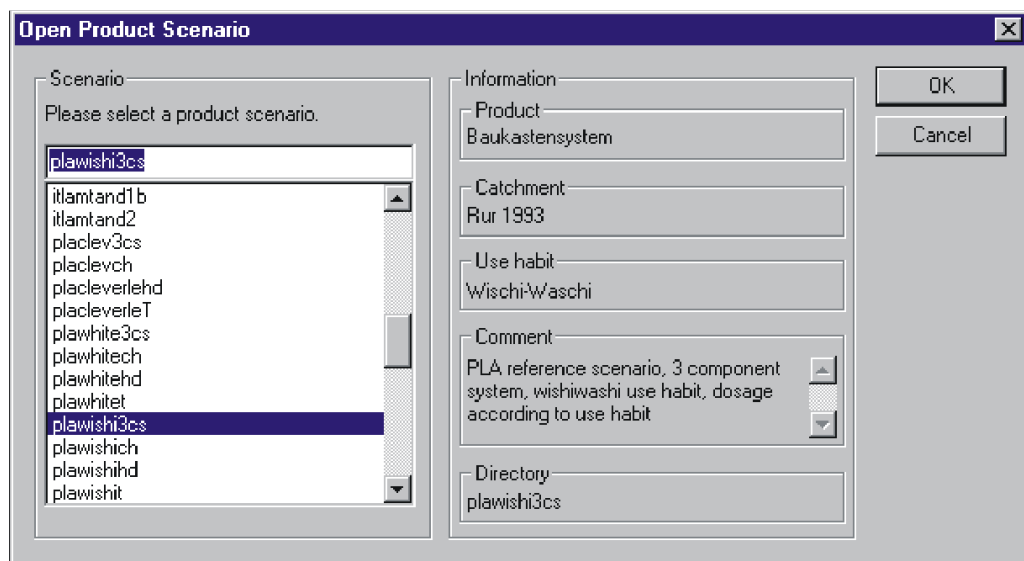 Open Product Scenario
Scenario
Please select a product scenario.
plawishi3cs
itlamtand1b
itlamtand2
placlev3cs
placlevch
placleverlehd
placleverleT
plawhite3cs
plawhitech
plawhitehd
plawhitet
plawishi3cs
plawishich
plawishihd
plawishit
Information
Product
Baukastensystem
Catchment
Rur 1993
Use habit
Wischi-Waschi
Comment
PLA reference scenario, 3 component
system, wishiwashi use habit, dosage
according to use habit
Directory
plawishi3cs
OK
Cancel